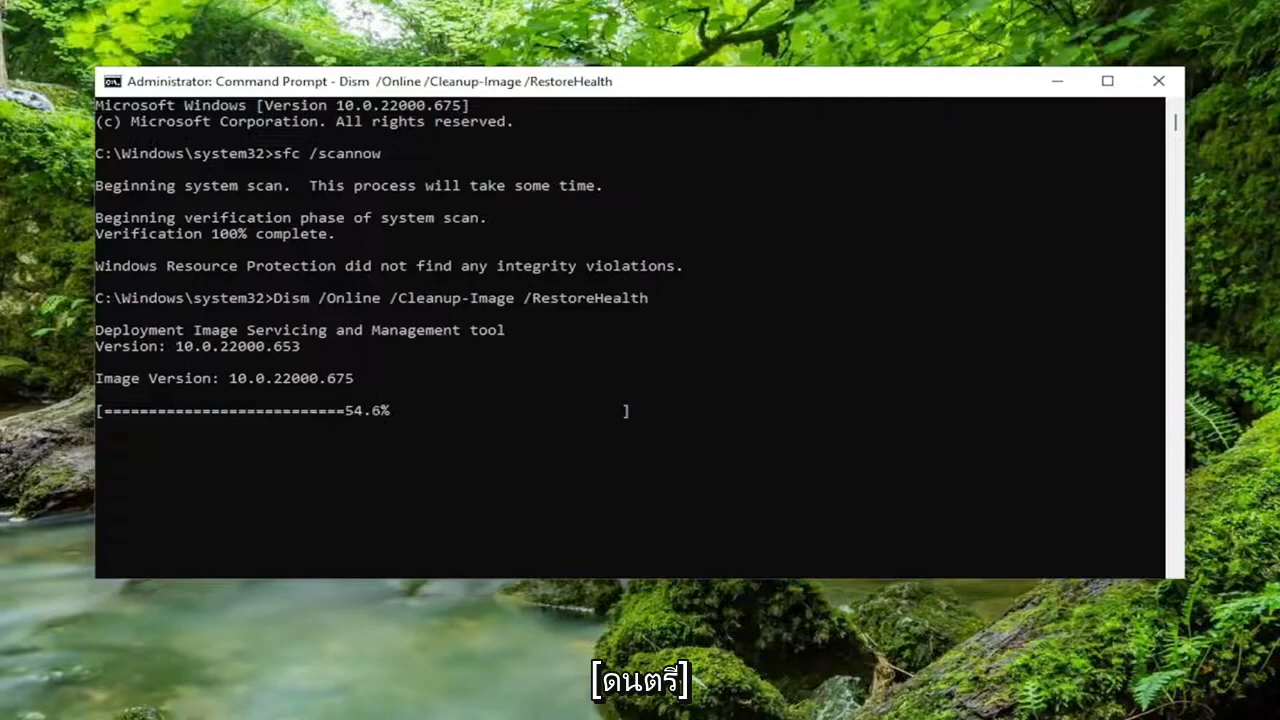 Administrator: Command Prompt - Dism  /Online /Cleanup-Image /RestoreHealth
Microsoft Windows [Version 10.0.22000.675]
(c) Microsoft Corporation. All rights reserved.
C:\Windows\system32>sfc /scannow
Beginning system scan.  This process will take some time.
Beginning verification phase of system scan.
Verification 100% complete.
Windows Resource Protection did not find any integrity violations.
C:\Windows\system32>Dism /Online /Cleanup-Image /RestoreHealth
Deployment Image Servicing and Management tool
Version: 10.0.22000.653
Image Version: 10.0.22000.675
[===========================54.6%                          ]
[ดนตรี]